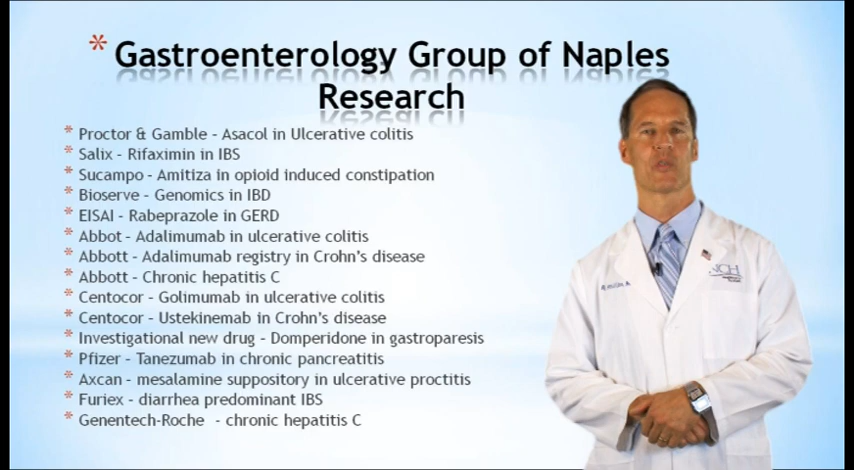 * Gastroenterology Group of Naples
Research
* Proctor & Gamble – Asacol in Ulcerative colitis
* Salix – Rifaximin in IBS
* Sucampo – Amitiza in opioid induced constipation
* Bioserve – Genomics in IBD
* EISAI – Rabeprazole in GERD
* Abbot – Adalimumab in ulcerative colitis
* Abbott – Adalimumab registry in Crohn's disease
* Abbott – Chronic hepatitis C
* Centocor – Golimumab in ulcerative colitis
* Centocor – Ustekinemab in Crohn's disease
* Investigational new drug – Domperidone in gastroparesis
* Pfizer – Tanezumab in chronic pancreatitis
* Axcan – mesalamine suppository in ulcerative proctitis
* Furiex – diarrhea predominant IBS
* Genentech-Roche - chronic hepatitis C
NCH